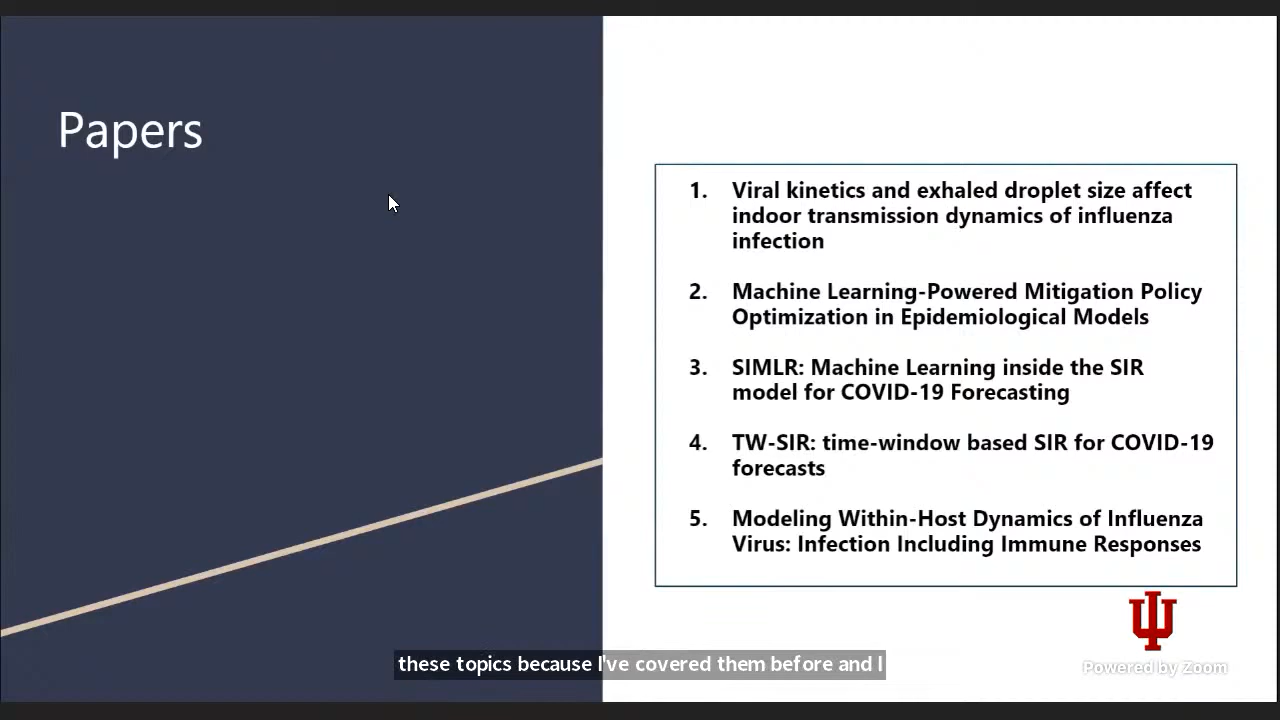 Papers
1. Viral kinetics and exhaled droplet size affect
indoor transmission dynamics of influenza
infection
2. Machine Learning-Powered Mitigation Policy
Optimization in Epidemiological Models
3. SIMLR: Machine Learning inside the SIR
model for COVID-19 Forecasting
4. TW-SIR: time-window based SIR for COVID-19
forecasts
5. Modeling Within-Host Dynamics of Influenza
Virus: Infection Including Immune Responses
these topics because I've covered them before and I
Powered by Zoom